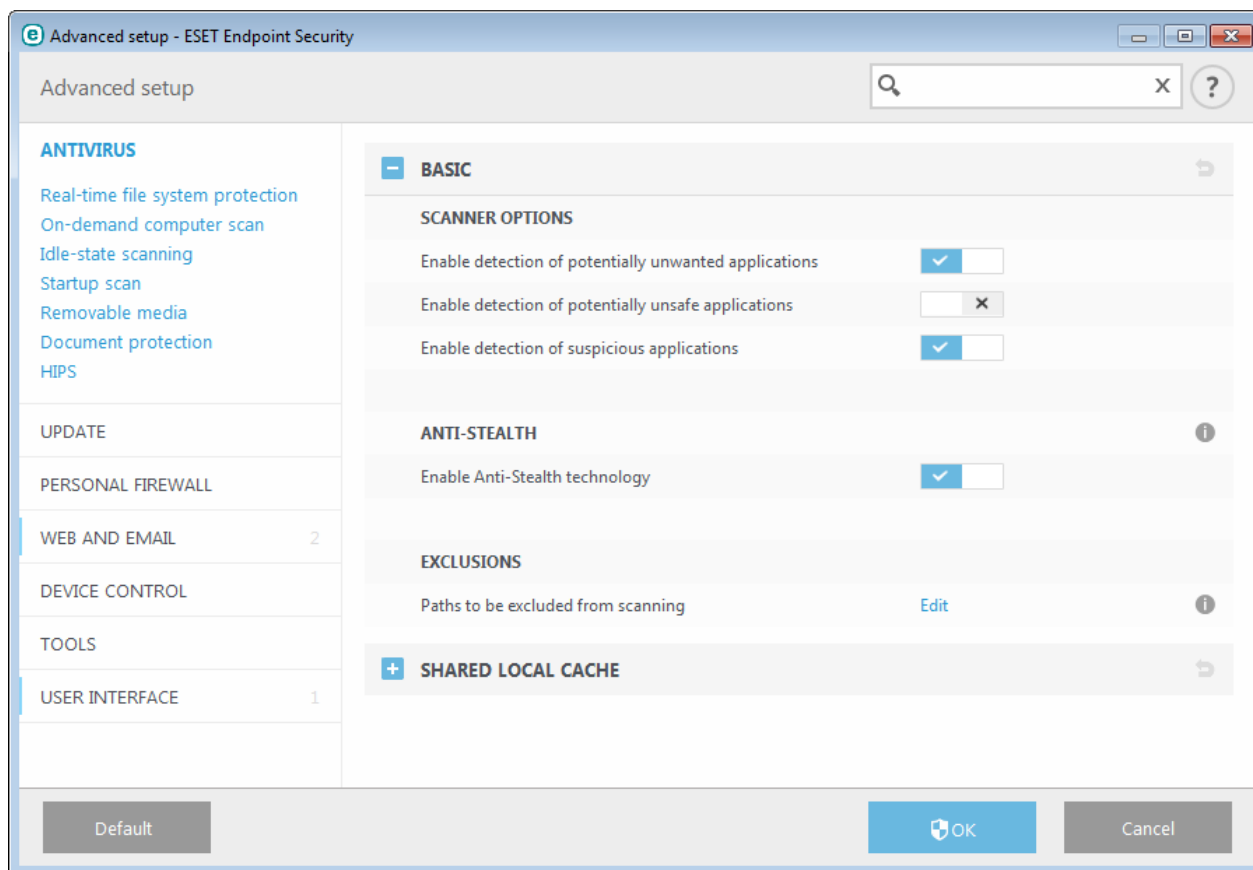 Advanced setup - ESET Endpoint Security
Advanced setup
?
ANTIVIRUS
Real-time file system protection
On-demand computer scan
Idle-state scanning
Startup scan
Removable media
Document protection
HIPS
UPDATE
PERSONAL FIREWALL
WEB AND EMAIL 2
DEVICE CONTROL
TOOLS
USER INTERFACE 1
BASIC
SCANNER OPTIONS
Enable detection of potentially unwanted applications
Enable detection of potentially unsafe applications
Enable detection of suspicious applications
ANTI-STEALTH
Enable Anti-Stealth technology
EXCLUSIONS
Paths to be excluded from scanning Edit
SHARED LOCAL CACHE
Default
OK
Cancel